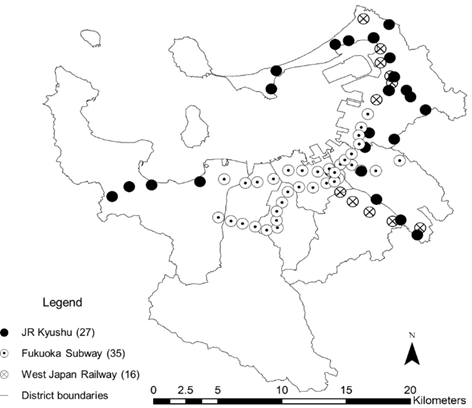 N
Legend
JR Kyushu (27)
Fukuoka Subway (35)
West Japan Railway (16)
District boundaries
0 2.5 5 10 15 20
Kilometers